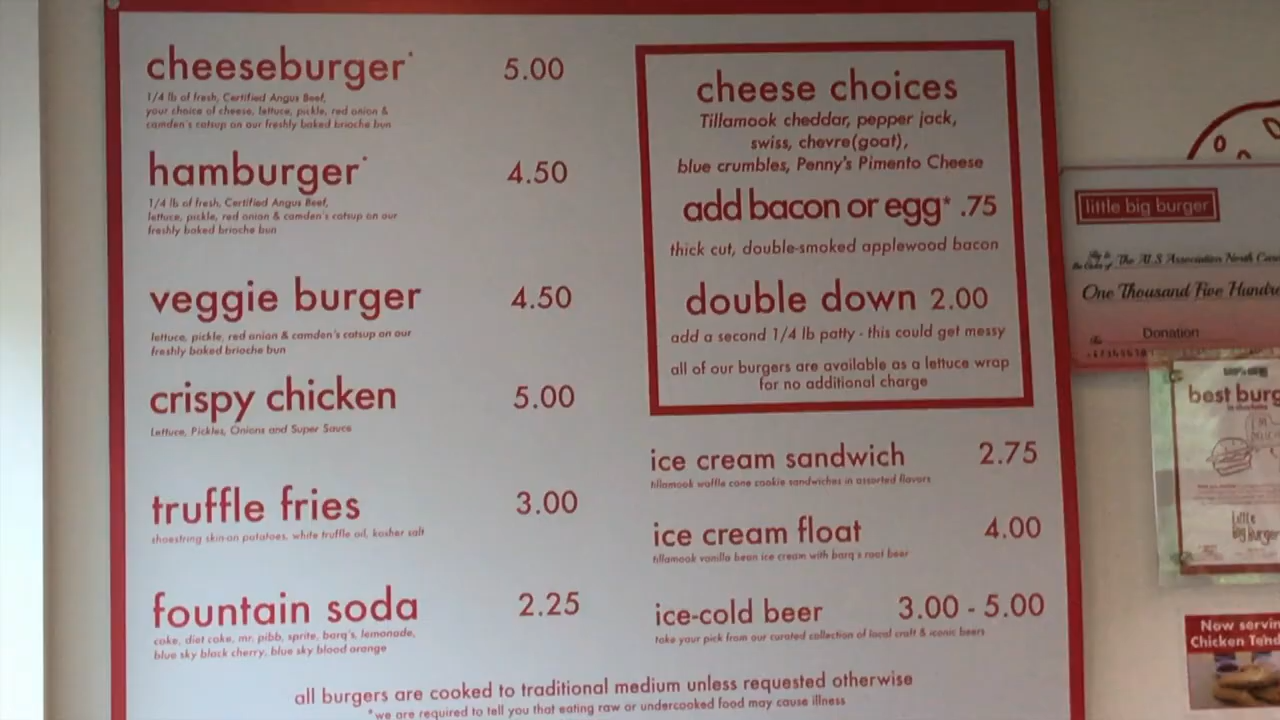 cheeseburger* 5.00
1/4 lb of fresh, Certified Angus Beef,
your choice of cheese, lettuce, pickle, red onion &
camden's catsup on our freshly baked brioche bun
hamburger* 4.50
1/4 lb of fresh, Certified Angus Beef,
lettuce, pickle, red onion & camden's catsup on our
freshly baked brioche bun
veggie burger 4.50
lettuce, pickle, red onion & camden's catsup on our
freshly baked brioche bun
crispy chicken 5.00
Lettuce, Pickles, Onions and Super Sauce
truffle fries 3.00
shoestring skin-on potatoes, white truffle oil, kosher salt
fountain soda 2.25
coke, diet coke, mr. pibb, sprite, barq's, lemonade,
blue sky black cherry, blue sky blood orange
cheese choices
Tillamook cheddar, pepper jack,
swiss, chevre(goat),
blue crumbles, Penny's Pimento Cheese
add bacon or egg* .75
thick cut, double-smoked applewood bacon
double down 2.00
add a second 1/4 lb patty - this could get messy
all of our burgers are available as a lettuce wrap
for no additional charge
ice cream sandwich 2.75
tillamook waffle cone cookie sandwiches in assorted flavors
ice cream float 4.00
tillamook vanilla bean ice cream with barq's root beer
ice-cold beer 3.00 - 5.00
take your pick from our curated collection of local craft & iconic beers
all burgers are cooked to traditional medium unless requested otherwise
*we are required to tell you that eating raw or undercooked food may cause illness
little big burger
Pay to
the Order of The ALS Association North Caro
One Thousand Five Hundre
Donation
best burg
Little
Big Burger
Now servin
Chicken Tend